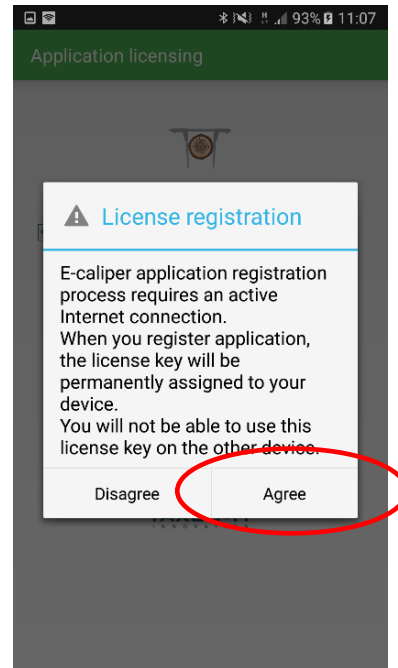 93% 11:07
Application licensing
License registration
E-caliper application registration
process requires an active
Internet connection.
When you register application,
the license key will be
permanently assigned to your
device.
You will not be able to use this
license key on the other device.
Disagree Agree